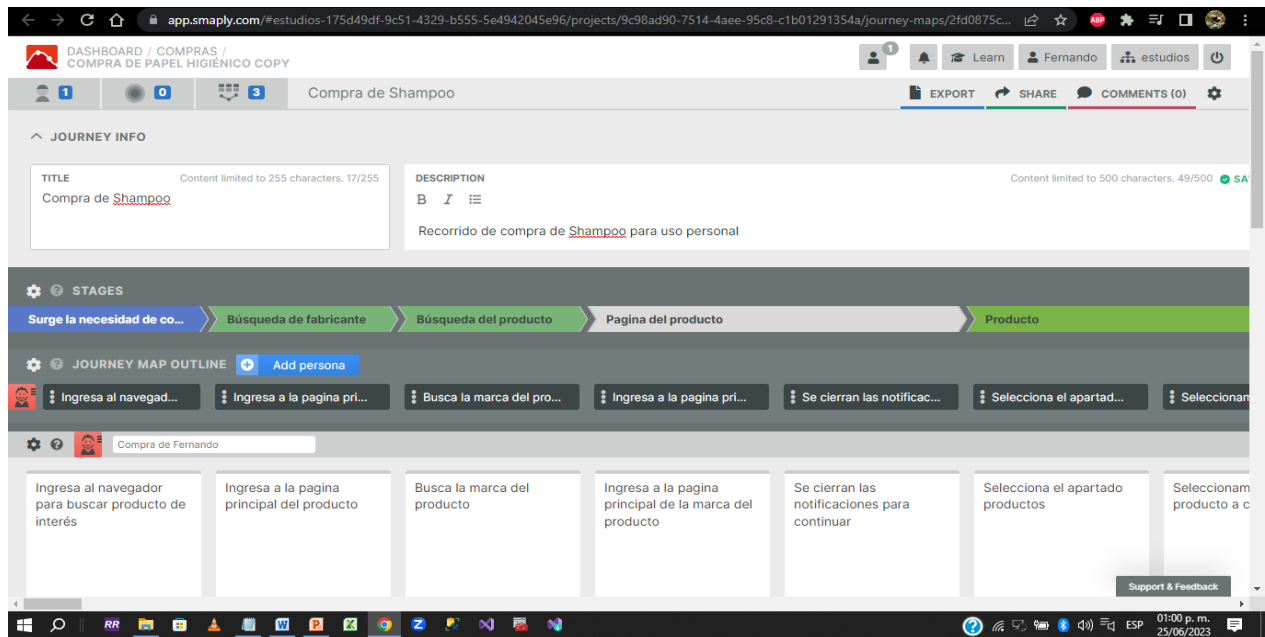 app.smaply.com/#estudios-175d49df-9c51-4329-b555-5e4942045e96/projects/9c98ad90-7514-4aee-95c8-c1b01291354a/journey-maps/2fd0875c...
ABP
DASHBOARD / COMPRAS /
COMPRA DE PAPEL HIGIÉNICO COPY
1
Learn
Fernando
estudios
1
0
3
Compra de Shampoo
EXPORT
SHARE
COMMENTS (0)
JOURNEY INFO
TITLE
Content limited to 255 characters. 17/255
Compra de Shampoo
DESCRIPTION
Content limited to 500 characters. 49/500
SA
B I
Recorrido de compra de Shampoo para uso personal
STAGES
Surge la necesidad de co...
Búsqueda de fabricante
Búsqueda del producto
Pagina del producto
Producto
JOURNEY MAP OUTLINE
Add persona
Ingresa al navegad...
Ingresa a la pagina pri...
Busca la marca del pro...
Ingresa a la pagina pri...
Se cierran las notificac...
Selecciona el apartad...
Seleccionam
Compra de Fernando
Ingresa al navegador
para buscar producto de
interés
Ingresa a la pagina
principal del producto
Busca la marca del
producto
Ingresa a la pagina
principal de la marca del
producto
Se cierran las
notificaciones para
continuar
Selecciona el apartado
productos
Seleccionam
producto a c
Support & Feedback
RR
ESP
01:00 p. m.
25/06/2023